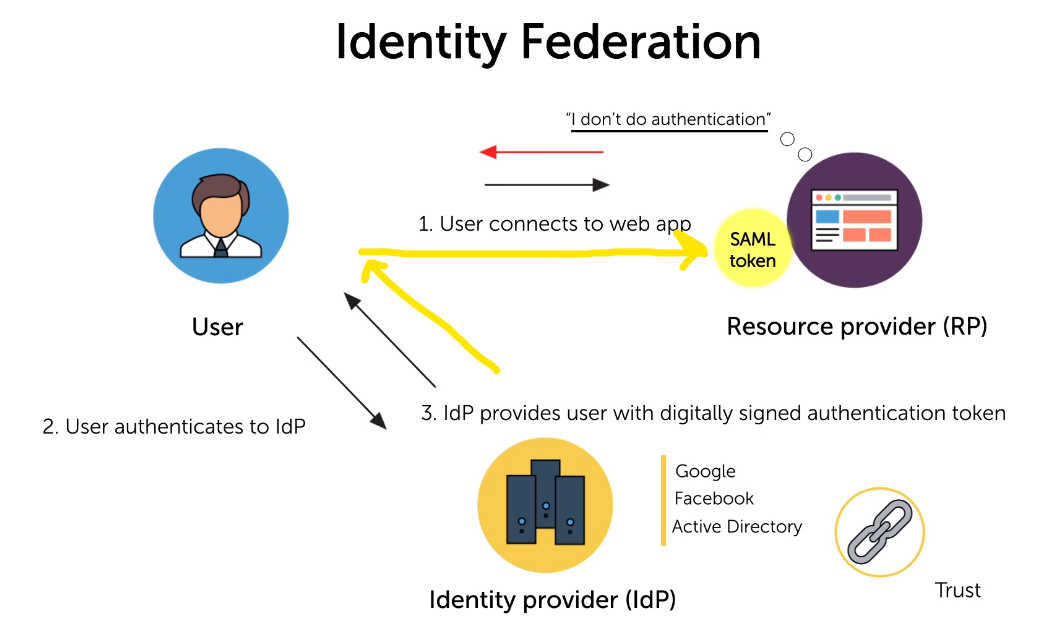 Identity Federation
“I don’t do authentication”
1. User connects to web app
SAML
token
User
Resource provider (RP)
2. User authenticates to IdP
3. IdP provides user with digitally signed authentication token
Google
Facebook
Active Directory
Trust
Identity provider (IdP)